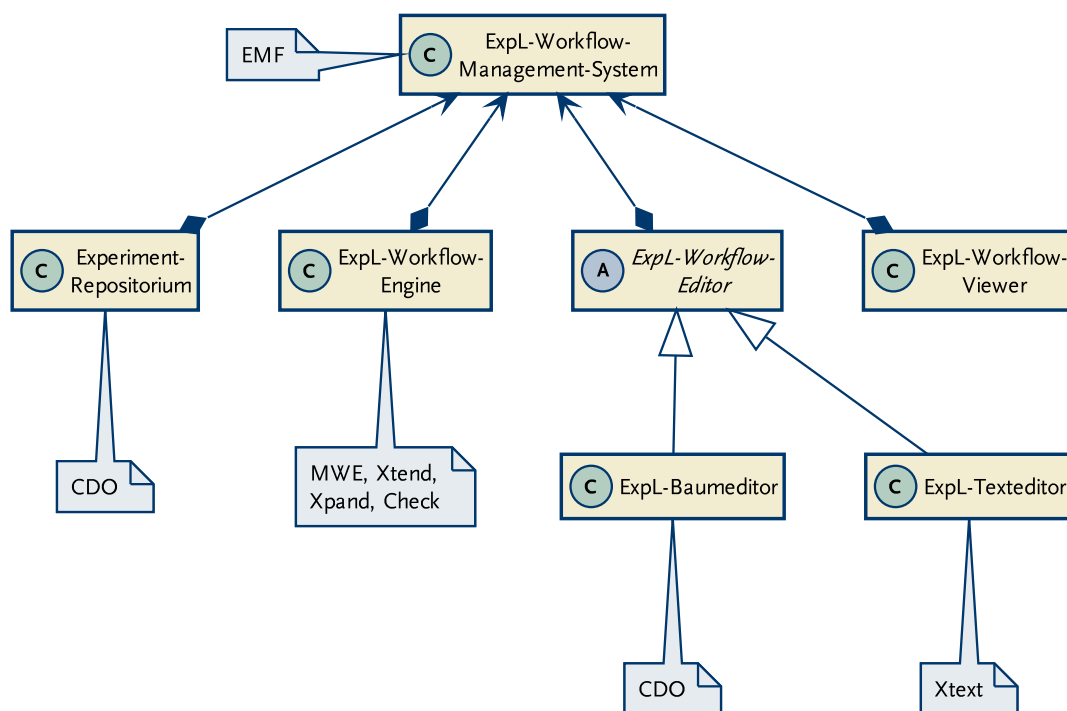 EMF
C
ExpL-Workflow-
Management-System
C
Experiment-
Repositorium
C
ExpL-Workflow-
Engine
A
ExpL-Workflow-
Editor
C
ExpL-Workflow-
Viewer
CDO
MWE, Xtend,
Xpand, Check
C
ExpL-Baumeditor
C
ExpL-Texteditor
CDO
Xtext